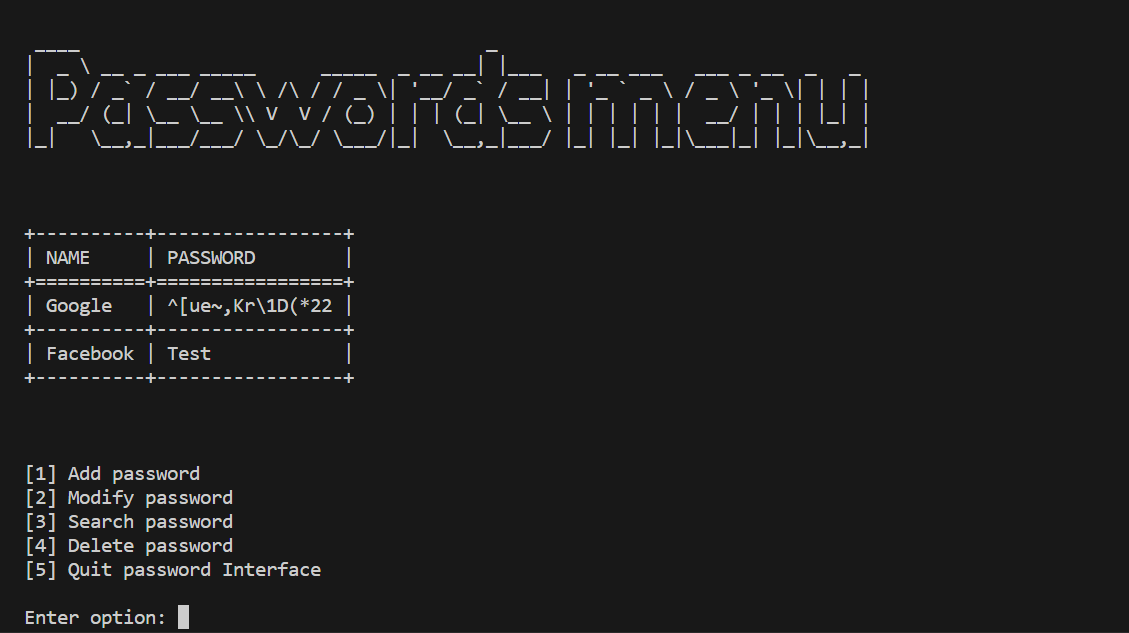 Passwords menu
+----------+-----------------+
| NAME     | PASSWORD        |
+==========+=================+
| Google   | ^[ue~,Kr\1D(*22 |
+----------+-----------------+
| Facebook | Test            |
+----------+-----------------+
[1] Add password
[2] Modify password
[3] Search password
[4] Delete password
[5] Quit password Interface
Enter option: